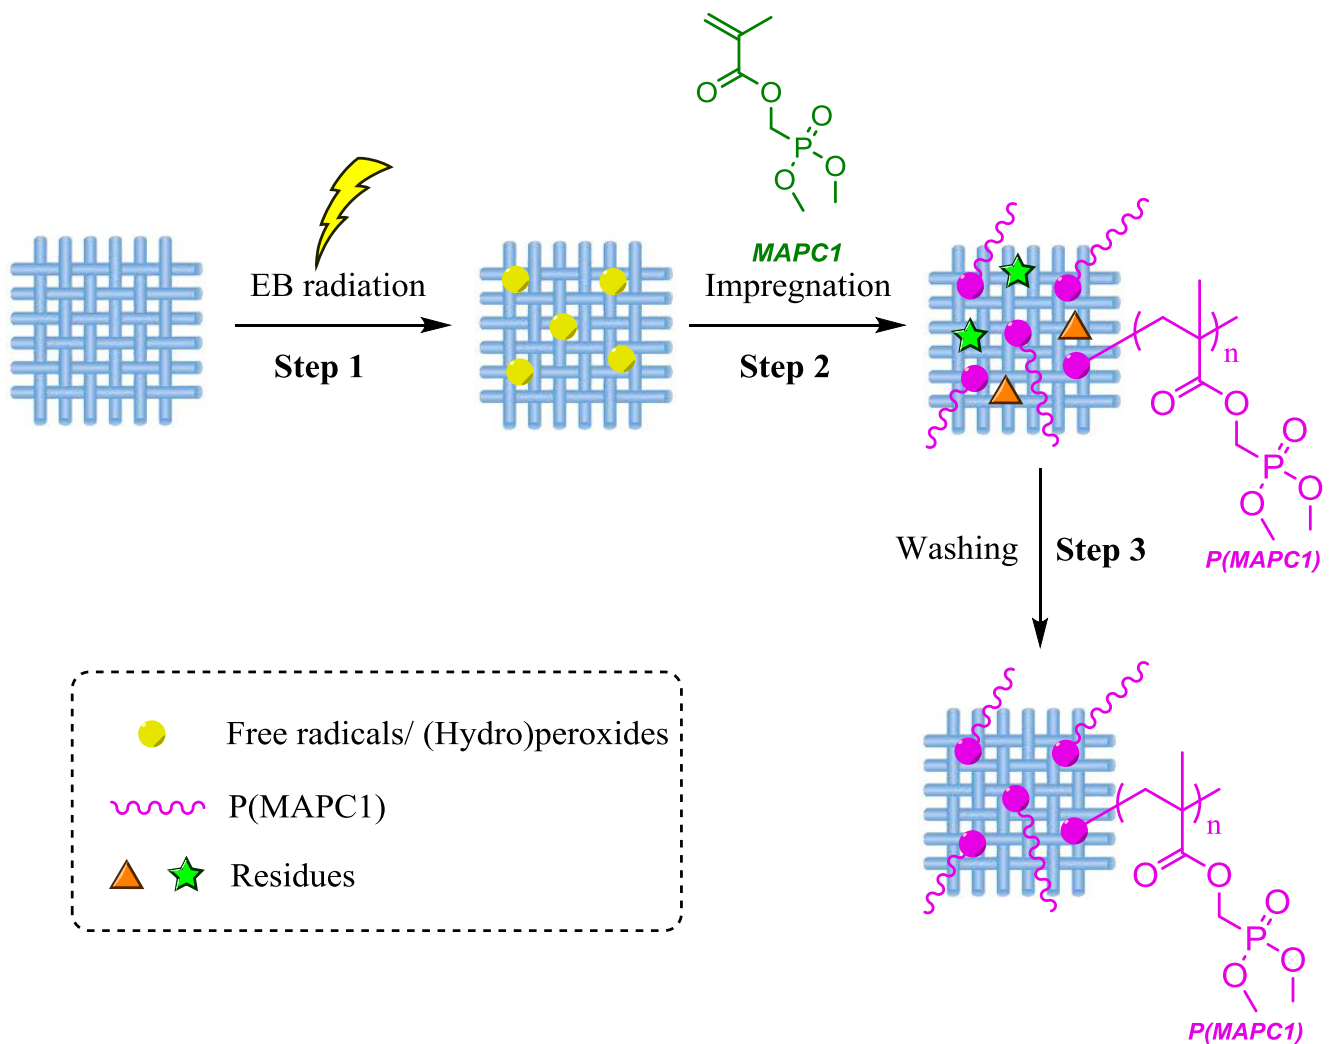 O
O
O
P
O
O
MAPC1
EB radiation
Step 1
Impregnation
Step 2
n
O
O
O
P
O
O
P(MAPC1)
Washing
Step 3
Free radicals/ (Hydro)peroxides
P(MAPC1)
Residues
n
O
O
O
P
O
O
P(MAPC1)